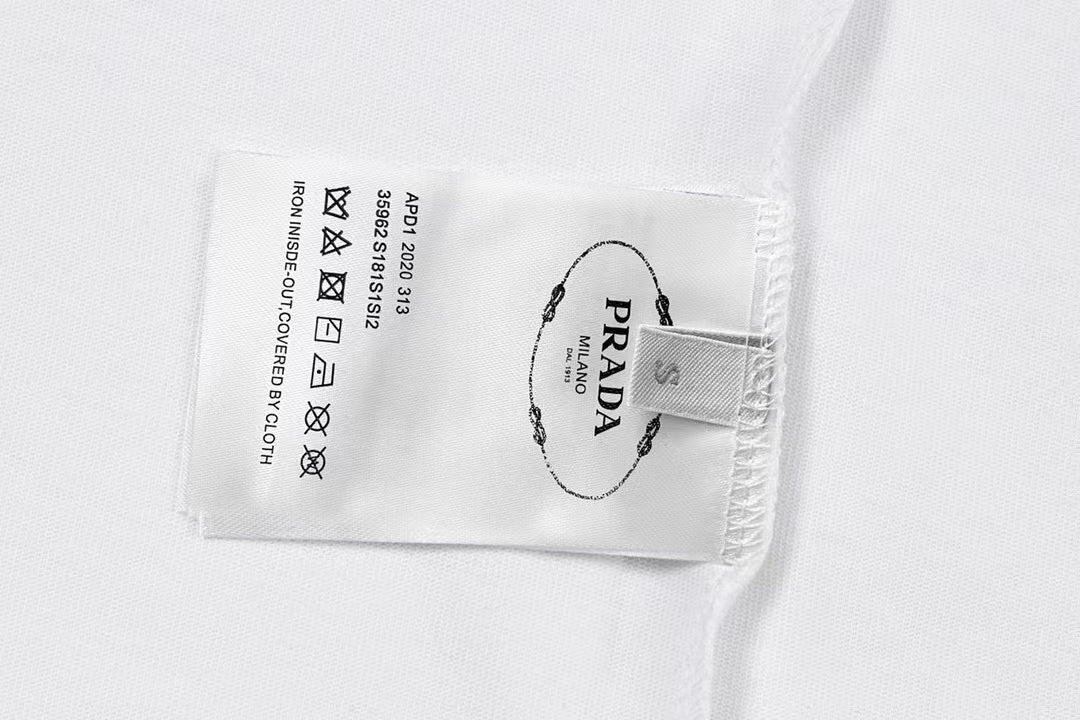 S
PRADA
MILANO
DAL 1913
APD1 2020 313
35962 S181S1SI2
IRON INISDE-OUT,COVERED BY CLOTH